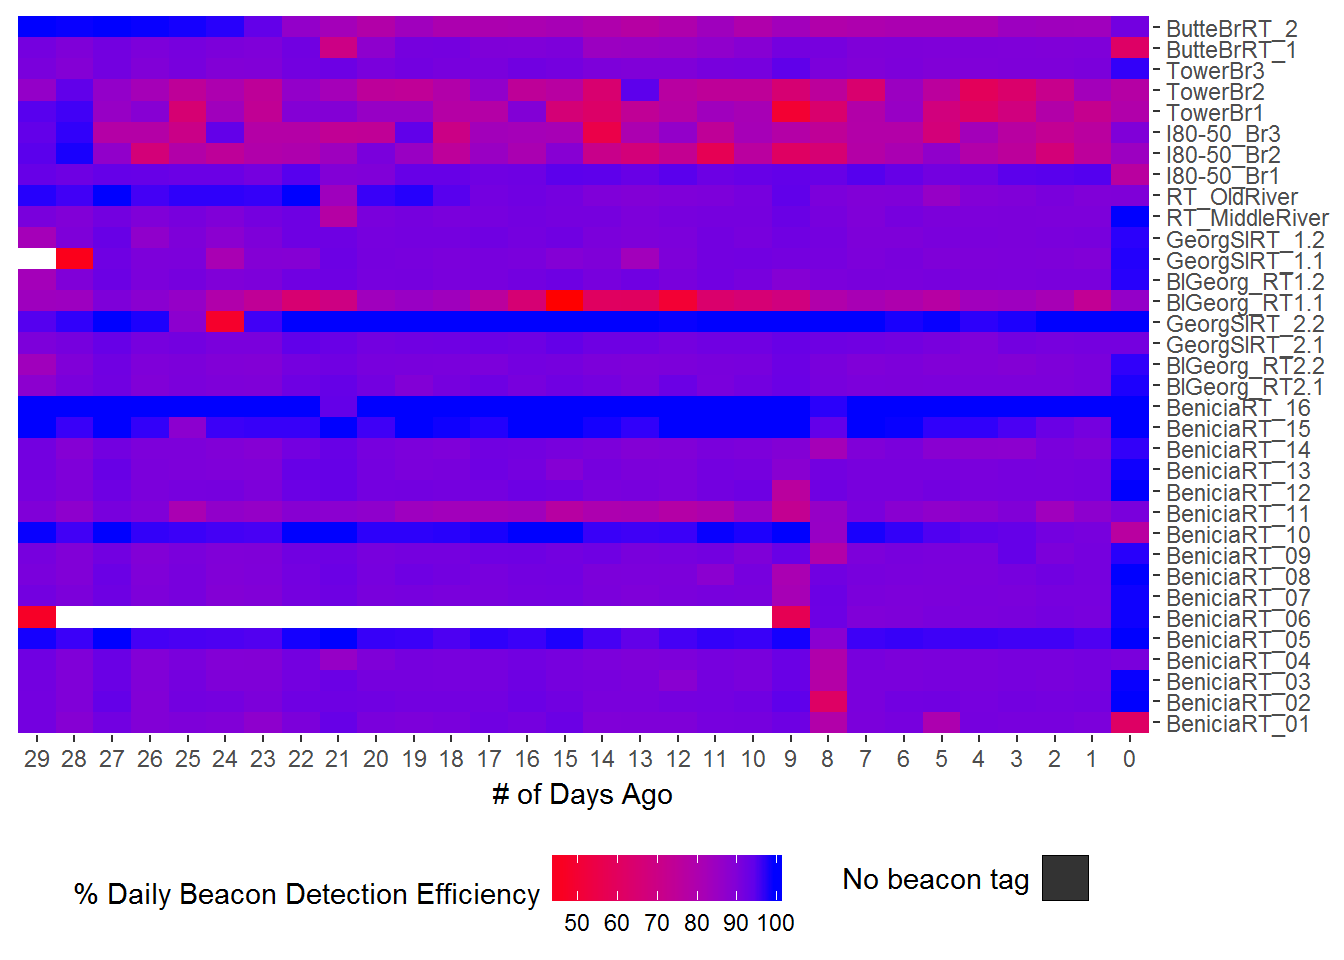 ButteBrRT_2
ButteBrRT_1
TowerBr3
TowerBr2
TowerBr1
I80-50_Br3
I80-50_Br2
I80-50_Br1
RT_OldRiver
RT_MiddleRiver
GeorgSlRT_1.2
GeorgSlRT_1.1
BlGeorg_RT1.2
BlGeorg_RT1.1
GeorgSlRT_2.2
GeorgSlRT_2.1
BlGeorg_RT2.2
BlGeorg_RT2.1
BeniciaRT_16
BeniciaRT_15
BeniciaRT_14
BeniciaRT_13
BeniciaRT_12
BeniciaRT_11
BeniciaRT_10
BeniciaRT_09
BeniciaRT_08
BeniciaRT_07
BeniciaRT_06
BeniciaRT_05
BeniciaRT_04
BeniciaRT_03
BeniciaRT_02
BeniciaRT_01
29 28 27 26 25 24 23 22 21 20 19 18 17 16 15 14 13 12 11 10 9 8 7 6 5 4 3 2 1 0
# of Days Ago
% Daily Beacon Detection Efficiency
50 60 70 80 90 100
No beacon tag